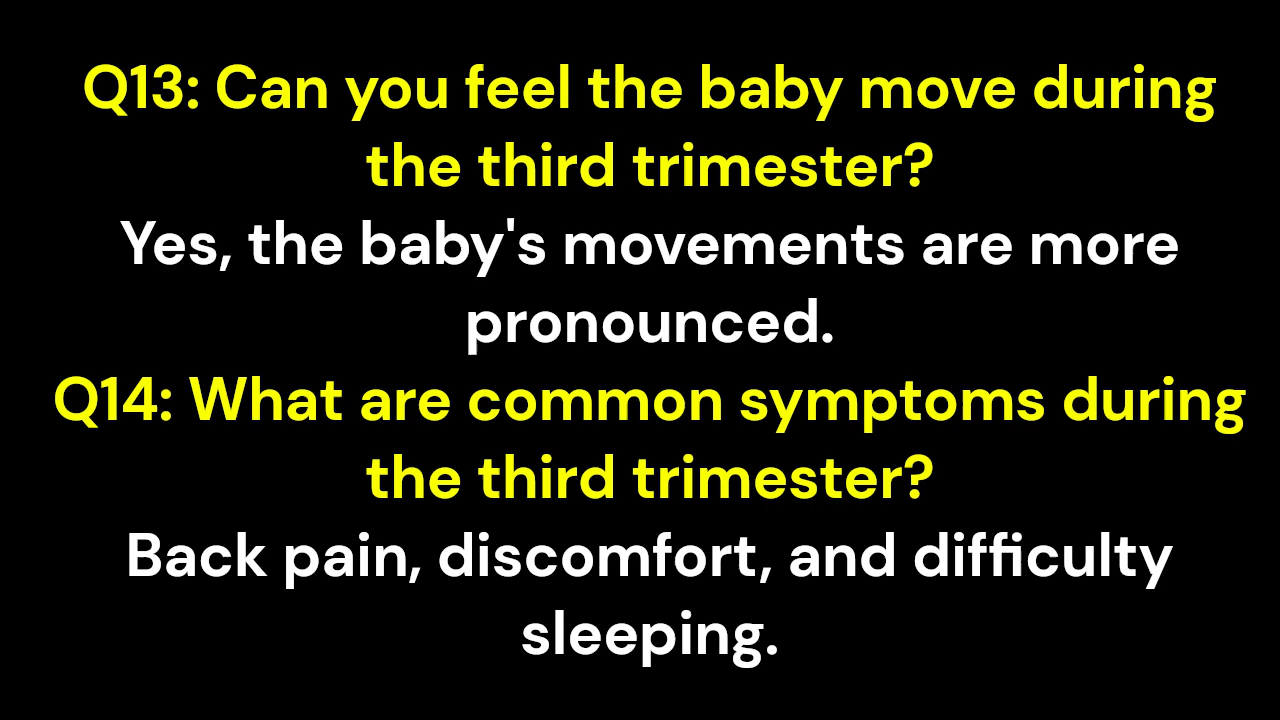 Q13: Can you feel the baby move during
the third trimester?
Yes, the baby's movements are more
pronounced.
Q14: What are common symptoms during
the third trimester?
Back pain, discomfort, and difficulty
sleeping.